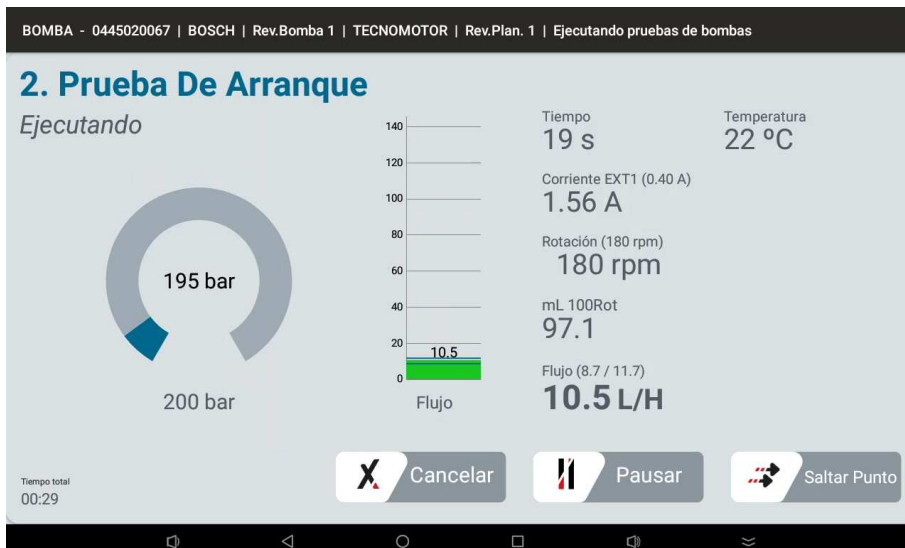 BOMBA - 0445020067 | BOSCH | Rev.Bomba 1 | TECNOMOTOR | Rev.Plan. 1 | Ejecutando pruebas de bombas
2. Prueba De Arranque
Ejecutando
195 bar
200 bar
140
120
100
80
60
40
20
0
10.5
Flujo
Tiempo
19 s
Temperatura
22 ºC
Corriente EXT1 (0.40 A)
1.56 A
Rotación (180 rpm)
180 rpm
mL 100Rot
97.1
Flujo (8.7 / 11.7)
10.5 L/H
Tiempo total
00:29
Cancelar
Pausar
Saltar Punto